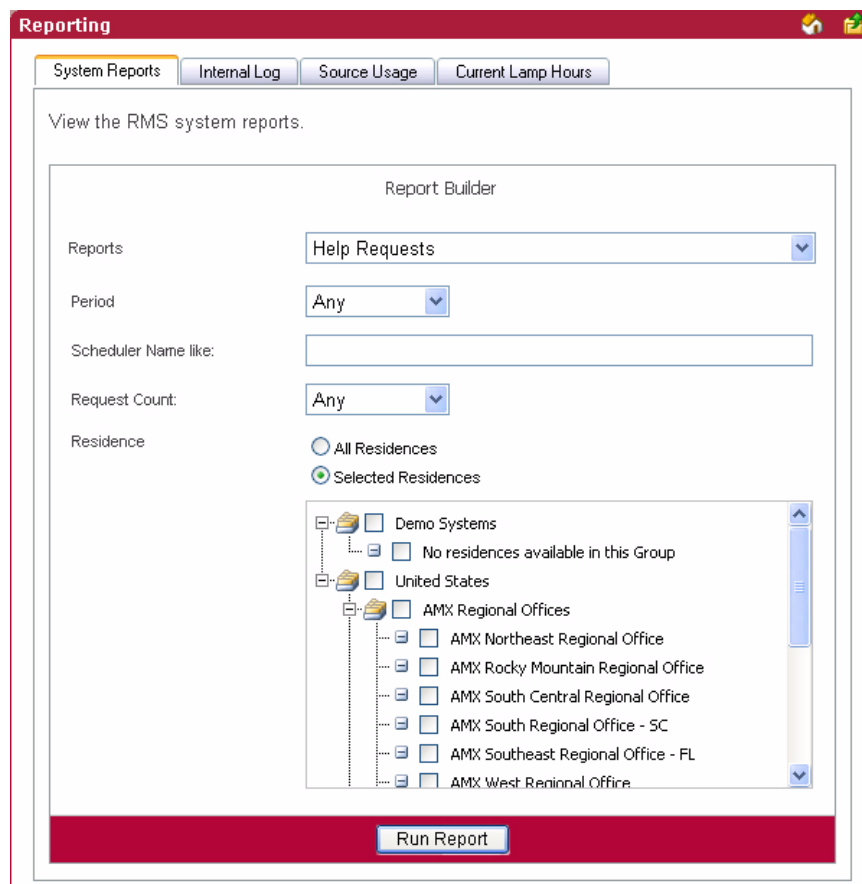 Reporting
System Reports Internal Log Source Usage Current Lamp Hours
View the RMS system reports.
Report Builder
Reports Help Requests
Period Any
Scheduler Name like:
Request Count: Any
Residence All Residences
Selected Residences
Demo Systems
No residences available in this Group
United States
AMX Regional Offices
AMX Northeast Regional Office
AMX Rocky Mountain Regional Office
AMX South Central Regional Office
AMX South Regional Office - SC
AMX Southeast Regional Office - FL
AMX West Regional Office
Run Report